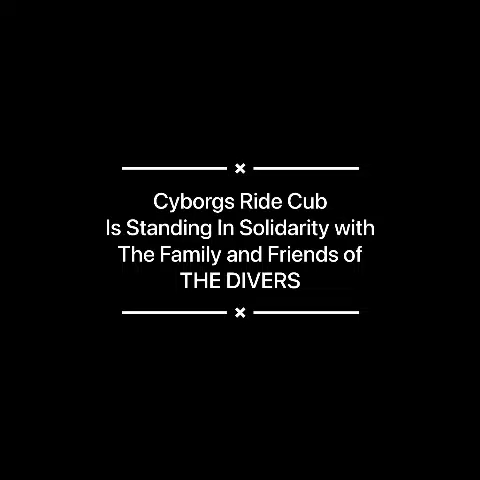 Cyborgs Ride Cub
Is Standing In Solidarity with
The Family and Friends of
THE DIVERS